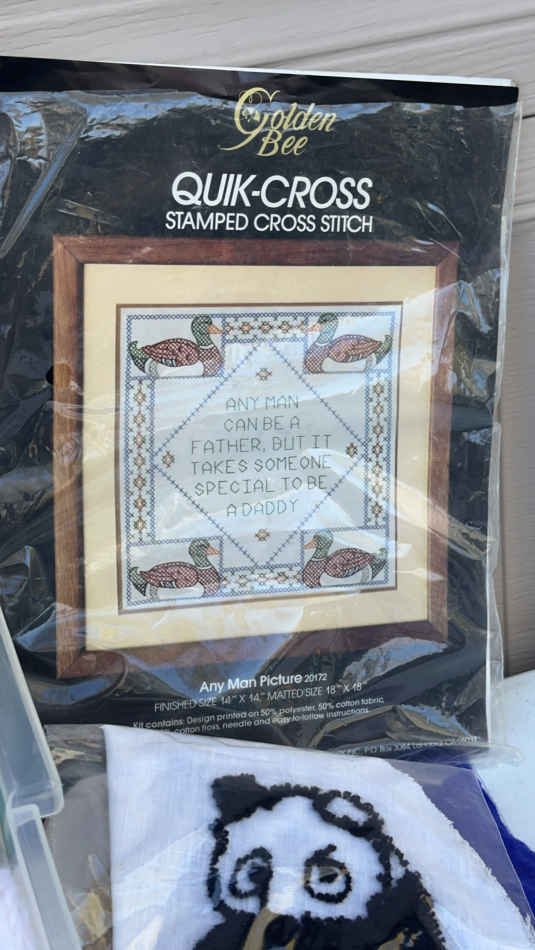 Golden
Bee
QUIK-CROSS
STAMPED CROSS STITCH
ANY MAN
CAN BE A
FATHER, BUT IT
TAKES SOMEONE
SPECIAL TO BE
A DADDY
Any Man Picture 20172
FINISHED SIZE 14" X 14," MATTED SIZE 18" X 18"
Kit contains: Design printed on 50% polyester, 50% cotton fabric,
cotton floss, needle and easy-to-follow instructions.
P.O. Box